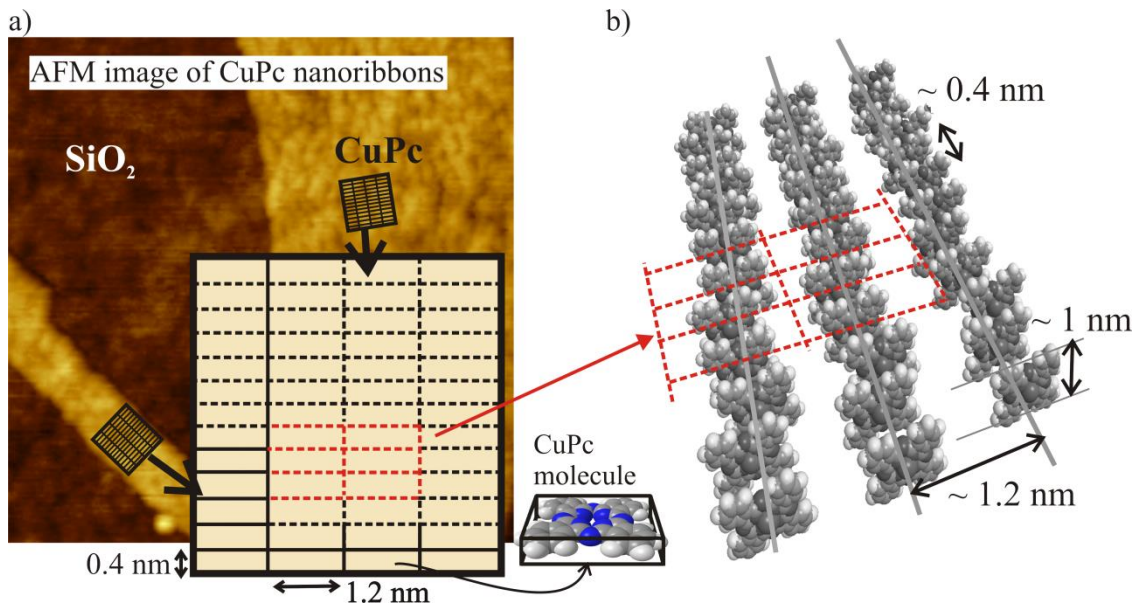 a)
AFM image of CuPc nanoribbons
SiO₂
CuPc
0.4 nm
1.2 nm
CuPc
molecule
b)
~ 0.4 nm
~ 1 nm
~ 1.2 nm